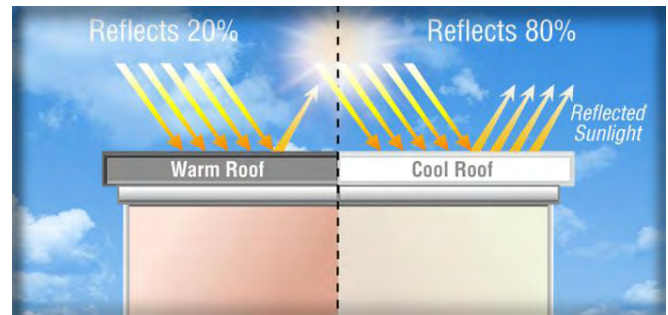 Reflects 20%
Reflects 80%
Reflected
Sunlight
Warm Roof
Cool Roof